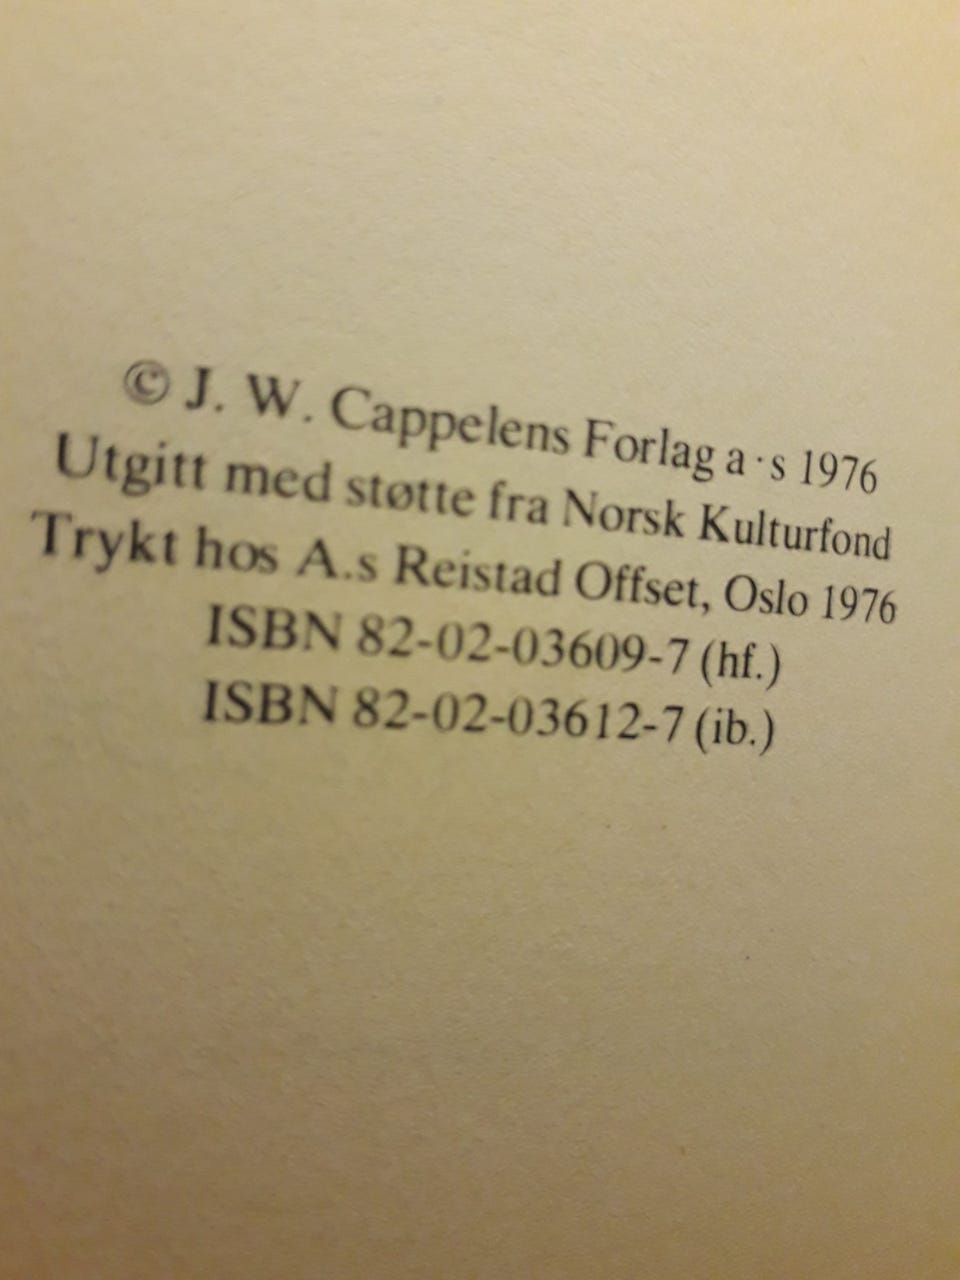 © J. W. Cappelens Forlag a·s 1976
Utgitt med støtte fra Norsk Kulturfond
Trykt hos A.s Reistad Offset, Oslo 1976
ISBN 82-02-03609-7 (hf.)
ISBN 82-02-03612-7 (ib.)